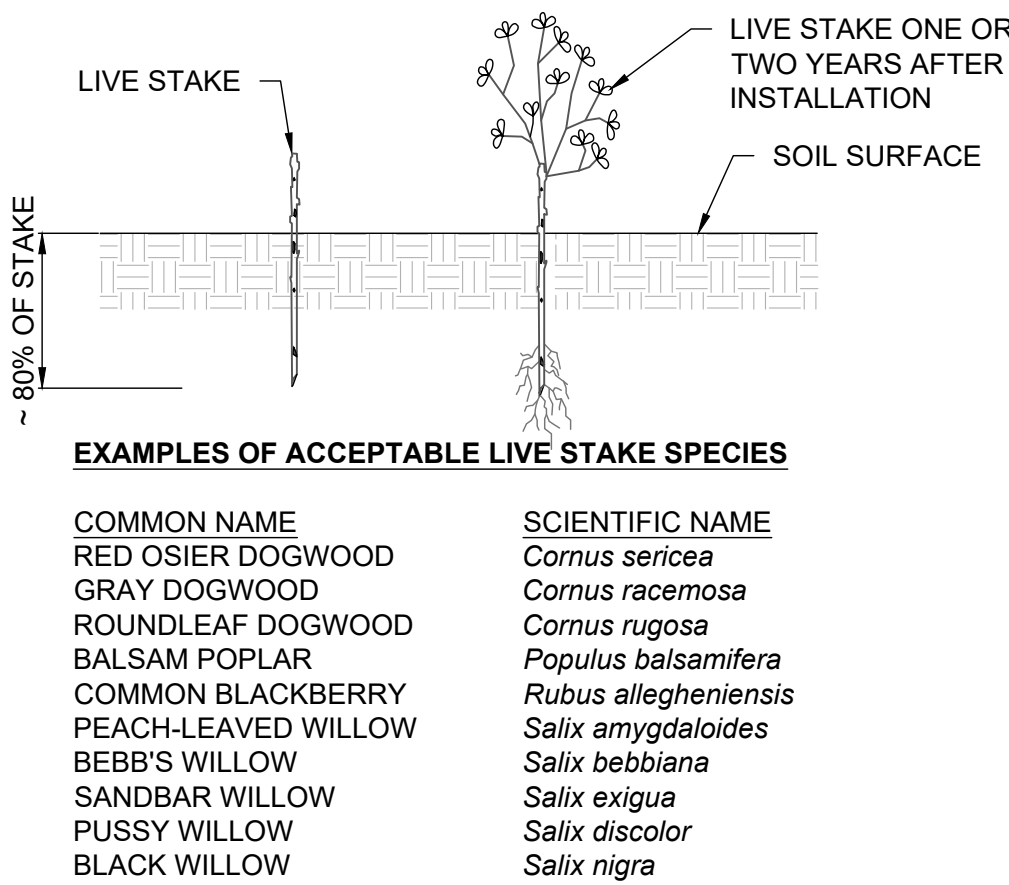 LIVE STAKE
LIVE STAKE ONE OR
TWO YEARS AFTER
INSTALLATION
SOIL SURFACE
~ 80% OF STAKE
EXAMPLES OF ACCEPTABLE LIVE STAKE SPECIES
COMMON NAME SCIENTIFIC NAME
RED OSIER DOGWOOD Cornus sericea
GRAY DOGWOOD Cornus racemosa
ROUNDLEAF DOGWOOD Cornus rugosa
BALSAM POPLAR Populus balsamifera
COMMON BLACKBERRY Rubus allegheniensis
PEACH-LEAVED WILLOW Salix amygdaloides
BEBB'S WILLOW Salix bebbiana
SANDBAR WILLOW Salix exigua
PUSSY WILLOW Salix discolor
BLACK WILLOW Salix nigra